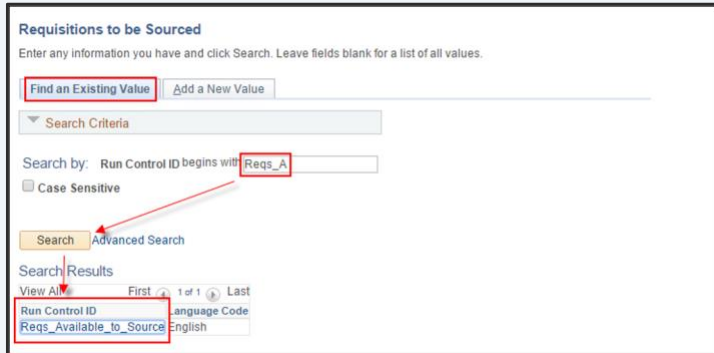 Requisitions to be Sourced
Enter any information you have and click Search. Leave fields blank for a list of all values.
Find an Existing Value Add a New Value
Search Criteria
Search by: Run Control ID begins with Reqs_A
Case Sensitive
Search Advanced Search
Search Results
View All First 1 of 1 Last
Run Control ID Language Code
Reqs_Available_to_Source English